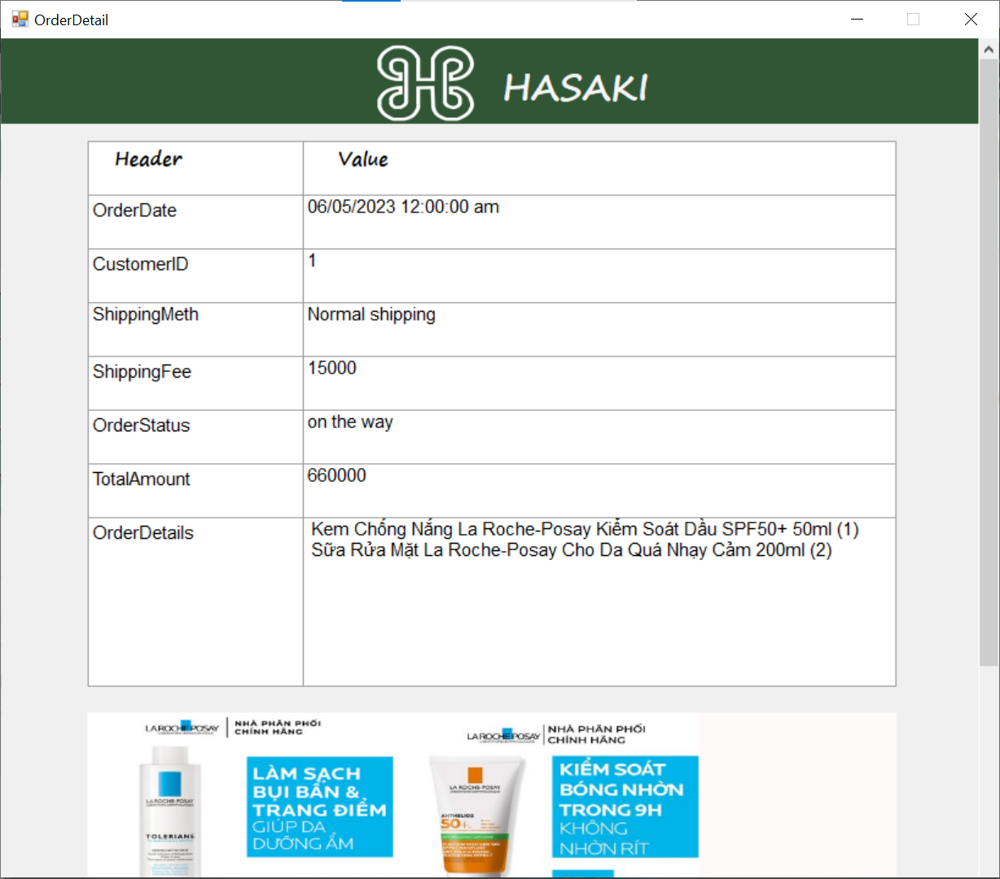 OrderDetail
HASAKI
Header Value
OrderDate 06/05/2023 12:00:00 am
CustomerID 1
ShippingMeth Normal shipping
ShippingFee 15000
OrderStatus on the way
TotalAmount 660000
OrderDetails Kem Chống Nắng La Roche-Posay Kiểm Soát Dầu SPF50+ 50ml (1)
Sữa Rửa Mặt La Roche-Posay Cho Da Quá Nhạy Cảm 200ml (2)
LA ROCHE POSAY
NHÀ PHÂN PHỐI
CHÍNH HÃNG
LA ROCHE POSAY
TOLERIANE
LÀM SẠCH
BỤI BẨN &
TRANG ĐIỂM
GIÚP DA
DƯỠNG ẨM
LA ROCHE POSAY
NHÀ PHÂN PHỐI
CHÍNH HÃNG
LA ROCHE POSAY
ANTHELIOS
50+
KIỂM SOÁT
BÓNG NHỜN
TRONG 9H
KHÔNG
NHỜN RÍT